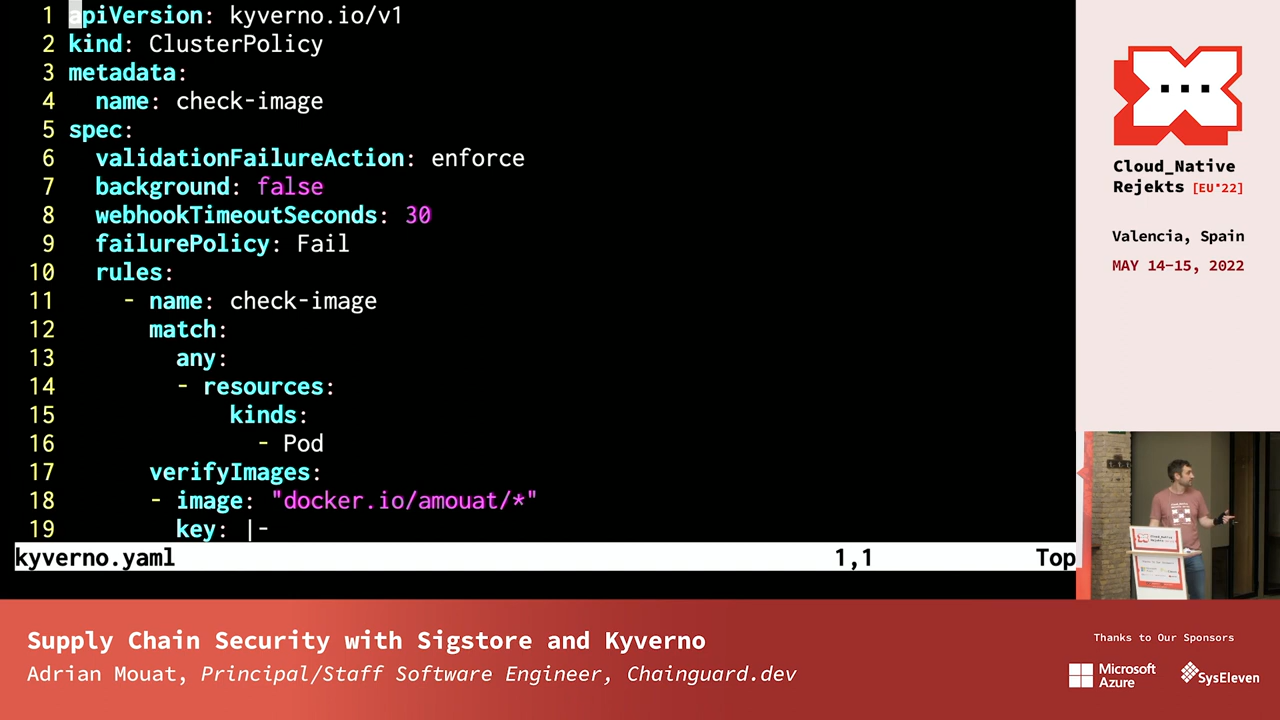 1 apiVersion: kyverno.io/v1
2 kind: ClusterPolicy
3 metadata:
4   name: check-image
5 spec:
6   validationFailureAction: enforce
7   background: false
8   webhookTimeoutSeconds: 30
9   failurePolicy: Fail
10   rules:
11     - name: check-image
12       match:
13         any:
14         - resources:
15             kinds:
16               - Pod
17       verifyImages:
18       - image: "docker.io/amouat/*"
19         key: |-
kyverno.yaml 1,1 Top
Cloud_Native
Rejekts [EU*22]
Valencia, Spain
MAY 14-15, 2022
Supply Chain Security with Sigstore and Kyverno
Adrian Mouat, Principal/Staff Software Engineer, Chainguard.dev
Thanks to Our Sponsors
Microsoft
Azure
SysEleven